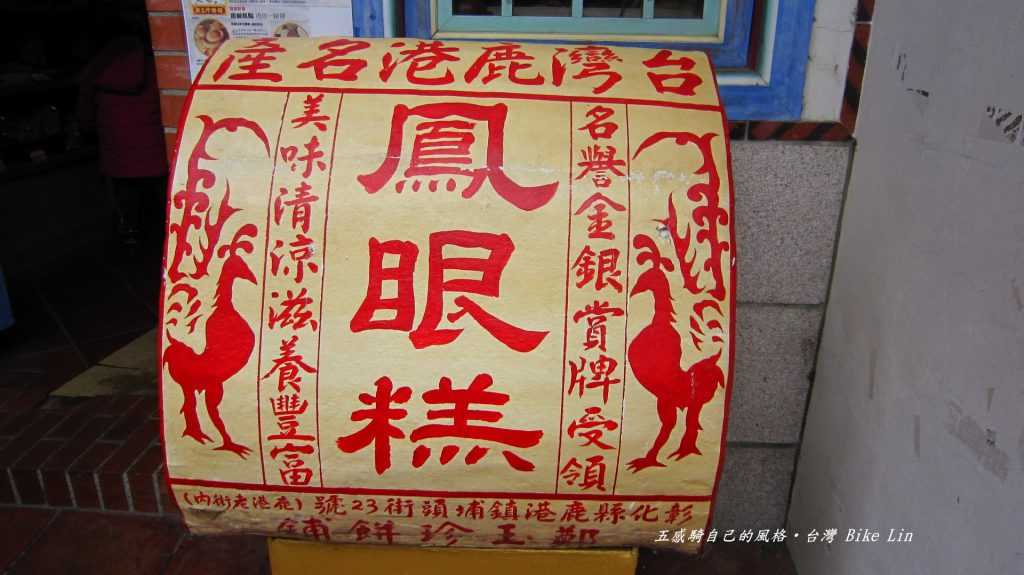 台灣鹿港名產
名譽金銀賞牌受領
鳳眼糕
美味清涼滋養豐富
彰化縣鹿港鎮埔頭街23號(鹿港老街內)
鄭玉珍餅舖
五感騎自己的風格・台灣 Bike Lin